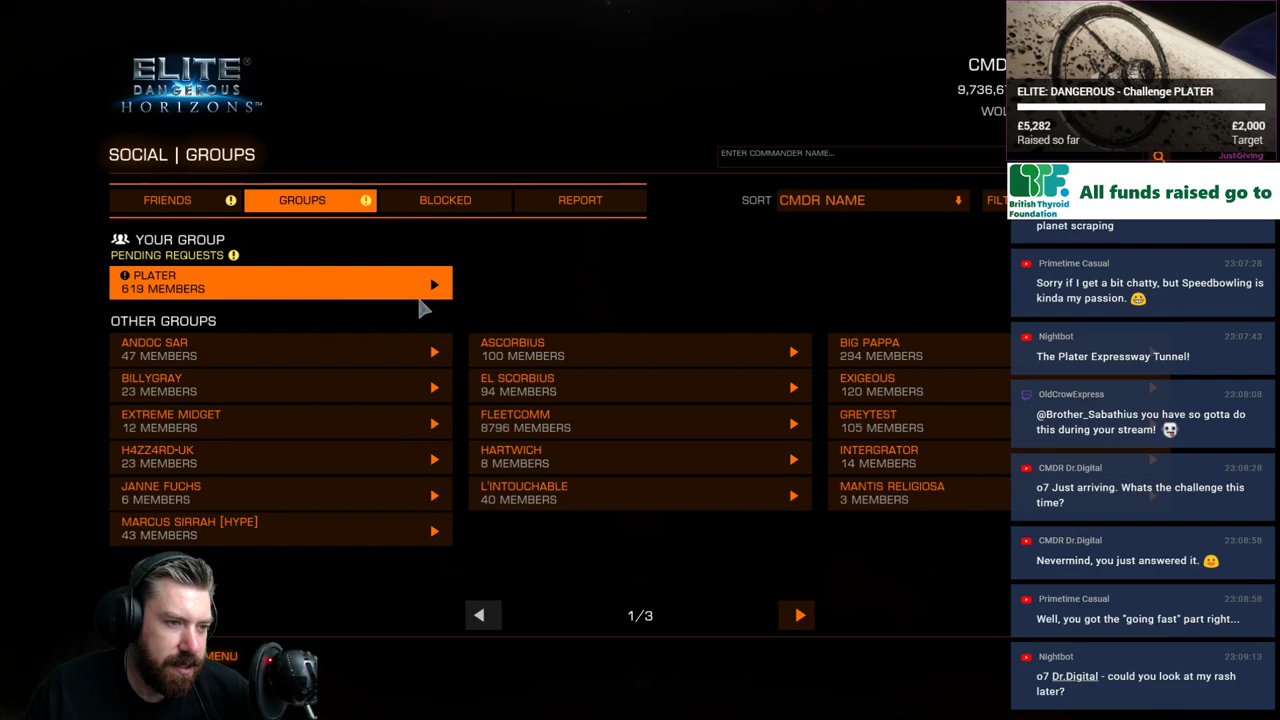 ELITE
DANGEROUS
HORIZONS™
CMD
9,736,67
WOL
SOCIAL | GROUPS
ENTER COMMANDER NAME...
FRIENDS
GROUPS
BLOCKED
REPORT
SORT
CMDR NAME
FILT
YOUR GROUP
PENDING REQUESTS
PLATER
619 MEMBERS
OTHER GROUPS
ANDOC SAR
47 MEMBERS
ASCORBIUS
100 MEMBERS
BIG PAPPA
294 MEMBERS
BILLYGRAY
23 MEMBERS
EL SCORBIUS
94 MEMBERS
EXIGEOUS
120 MEMBERS
EXTREME MIDGET
12 MEMBERS
FLEETCOMM
8796 MEMBERS
GREYTEST
105 MEMBERS
H4ZZ4RD-UK
23 MEMBERS
HARTWICH
8 MEMBERS
INTERGRATOR
14 MEMBERS
JANNE FUCHS
6 MEMBERS
L'INTOUCHABLE
40 MEMBERS
MANTIS RELIGIOSA
3 MEMBERS
MARCUS SIRRAH [HYPE]
43 MEMBERS
1/3
MENU
ELITE: DANGEROUS - Challenge PLATER
£5,282
£2,000
Raised so far
Target
JustGiving
BTF
British Thyroid
Foundation
All funds raised go to
planet scraping
Primetime Casual 23:07:28
Sorry if I get a bit chatty, but Speedbowling is
kinda my passion.
Nightbot 23:07:43
The Plater Expressway Tunnel!
OldCrowExpress 23:08:08
@Brother_Sabathius you have so gotta do
this during your stream!
CMDR Dr.Digital 23:08:28
o7 Just arriving. Whats the challenge this
time?
CMDR Dr.Digital 23:08:58
Nevermind, you just answered it.
Primetime Casual 23:08:58
Well, you got the "going fast" part right...
Nightbot 23:09:13
o7 Dr.Digital - could you look at my rash
later?